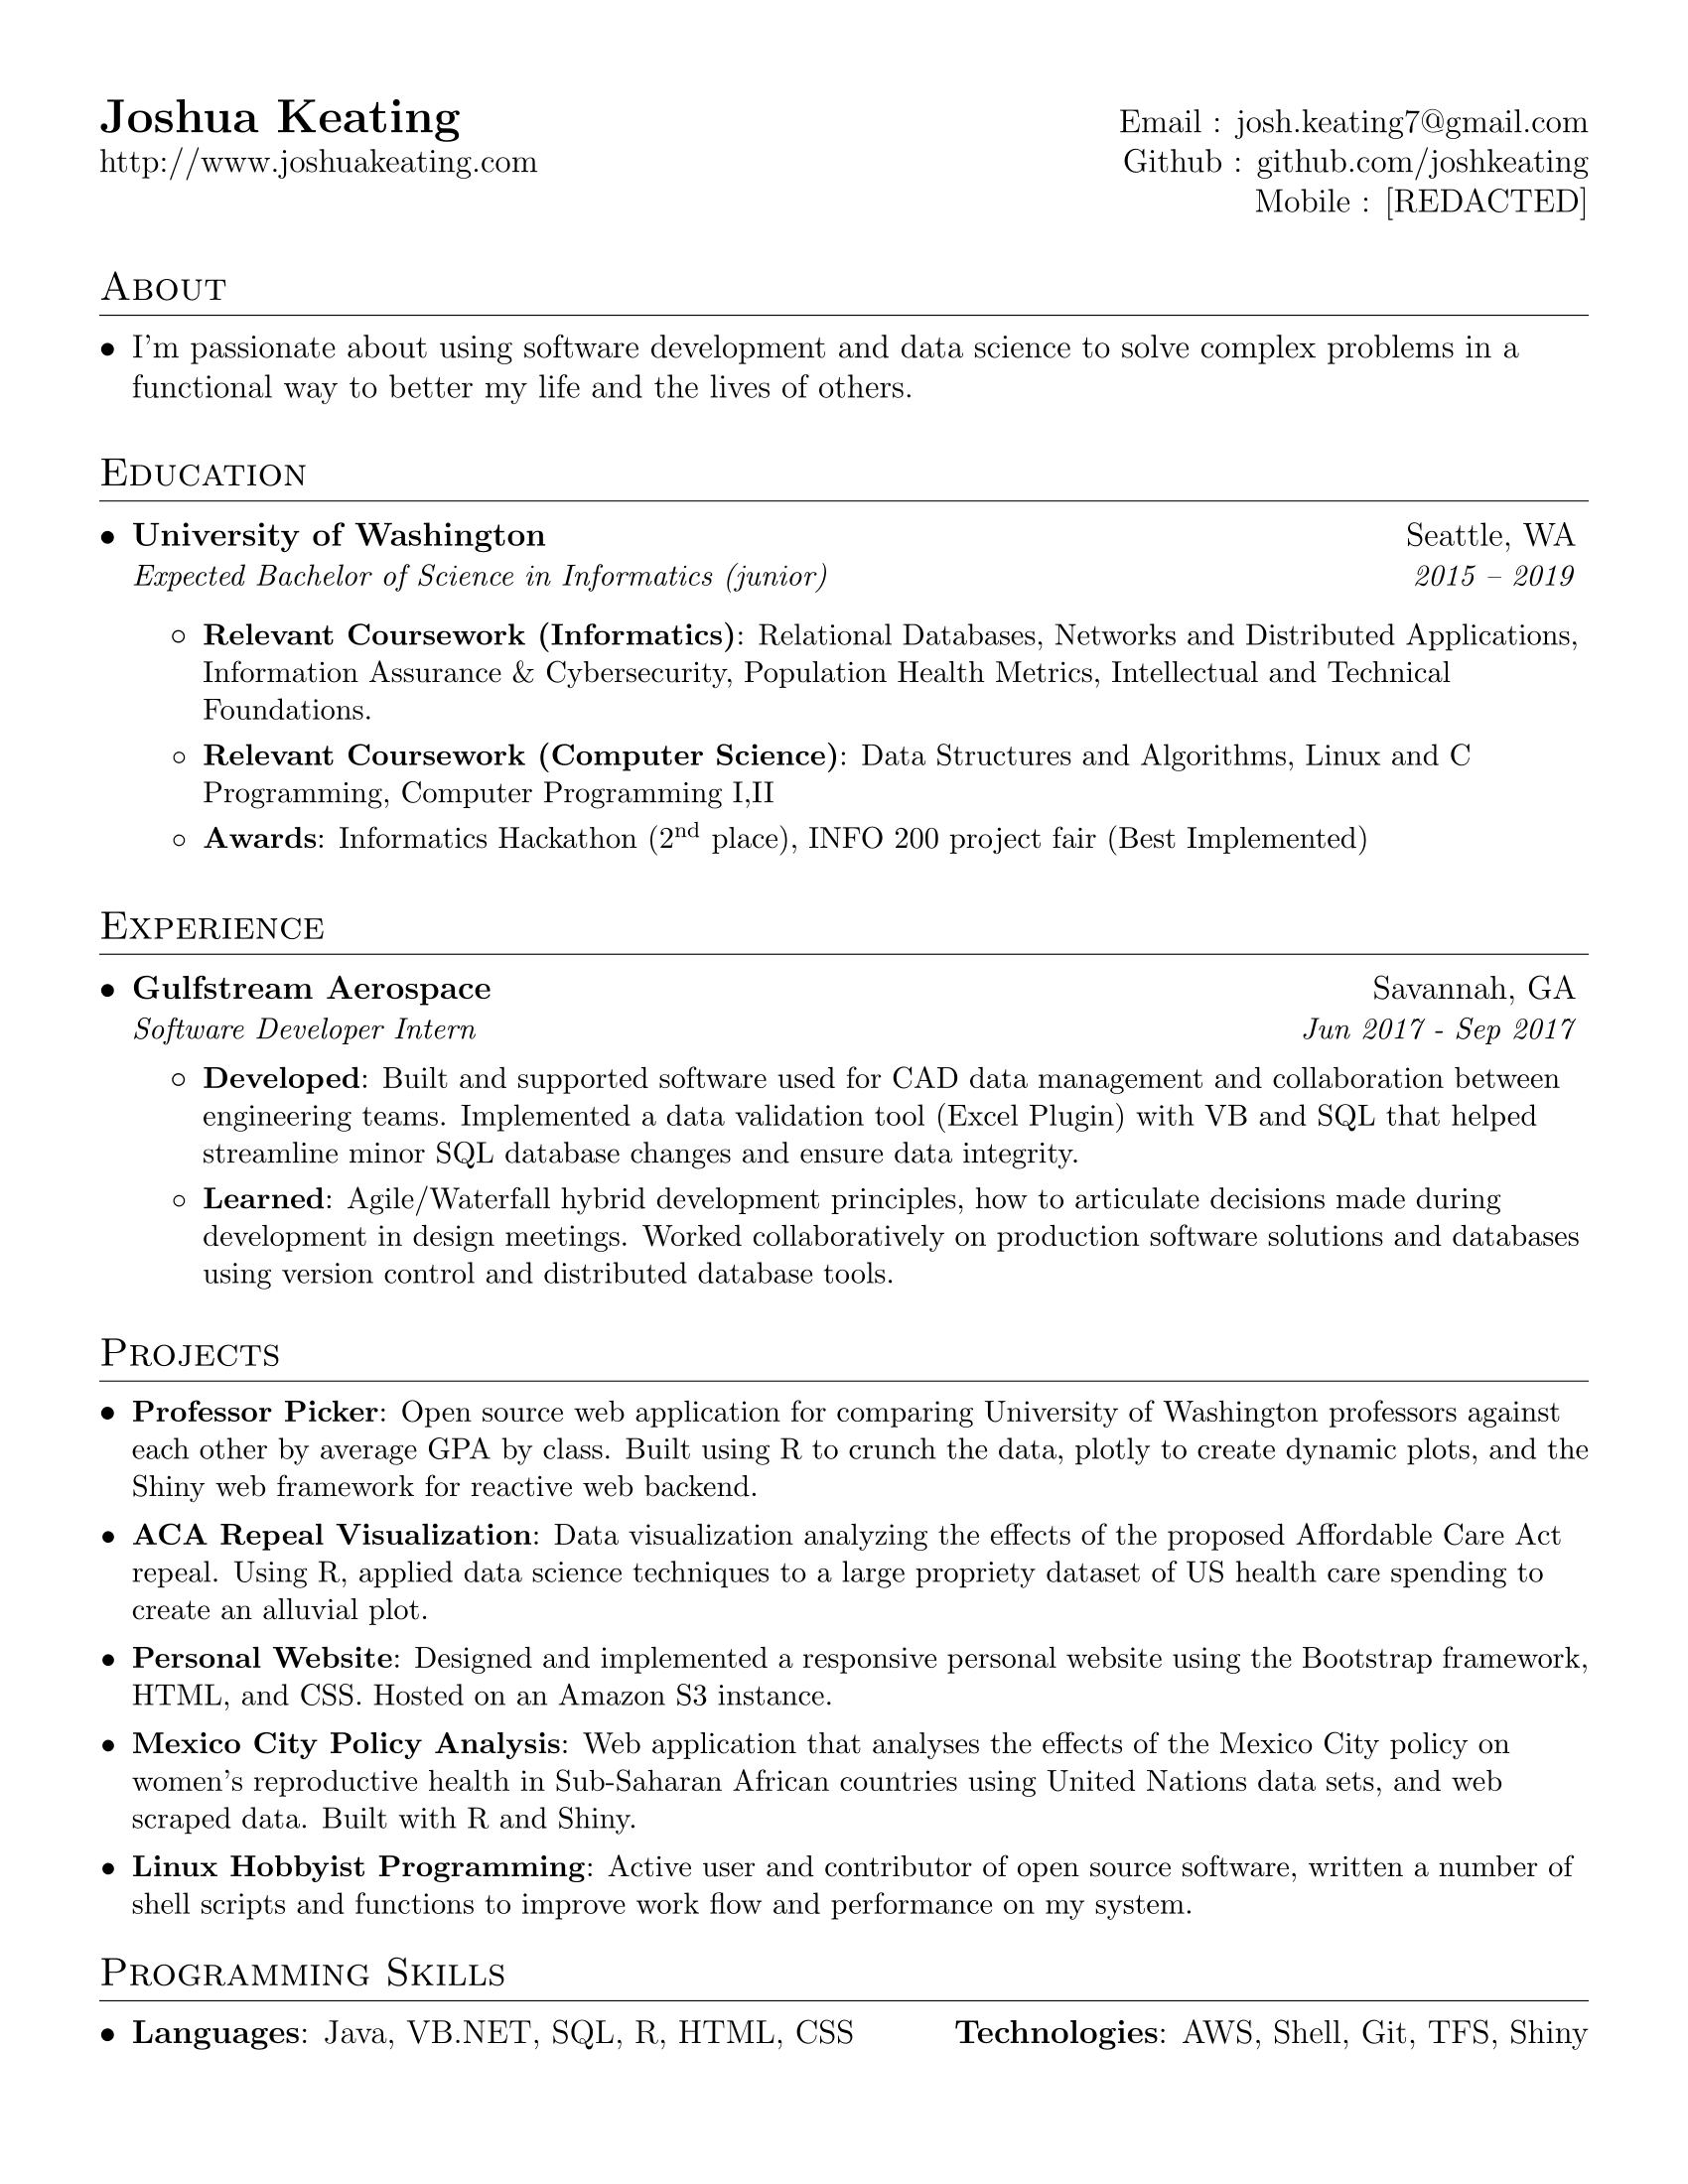 Joshua Keating
Email : josh.keating7@gmail.com
http://www.joshuakeating.com
Github : github.com/joshkeating
Mobile : [REDACTED]
About
• I'm passionate about using software development and data science to solve complex problems in a
functional way to better my life and the lives of others.
Education
• University of Washington Seattle, WA
Expected Bachelor of Science in Informatics (junior) 2015 – 2019
◦ Relevant Coursework (Informatics): Relational Databases, Networks and Distributed Applications,
Information Assurance & Cybersecurity, Population Health Metrics, Intellectual and Technical
Foundations.
◦ Relevant Coursework (Computer Science): Data Structures and Algorithms, Linux and C
Programming, Computer Programming I,II
◦ Awards: Informatics Hackathon (2nd place), INFO 200 project fair (Best Implemented)
Experience
• Gulfstream Aerospace Savannah, GA
Software Developer Intern Jun 2017 - Sep 2017
◦ Developed: Built and supported software used for CAD data management and collaboration between
engineering teams. Implemented a data validation tool (Excel Plugin) with VB and SQL that helped
streamline minor SQL database changes and ensure data integrity.
◦ Learned: Agile/Waterfall hybrid development principles, how to articulate decisions made during
development in design meetings. Worked collaboratively on production software solutions and databases
using version control and distributed database tools.
Projects
• Professor Picker: Open source web application for comparing University of Washington professors against
each other by average GPA by class. Built using R to crunch the data, plotly to create dynamic plots, and the
Shiny web framework for reactive web backend.
• ACA Repeal Visualization: Data visualization analyzing the effects of the proposed Affordable Care Act
repeal. Using R, applied data science techniques to a large propriety dataset of US health care spending to
create an alluvial plot.
• Personal Website: Designed and implemented a responsive personal website using the Bootstrap framework,
HTML, and CSS. Hosted on an Amazon S3 instance.
• Mexico City Policy Analysis: Web application that analyses the effects of the Mexico City policy on
women's reproductive health in Sub-Saharan African countries using United Nations data sets, and web
scraped data. Built with R and Shiny.
• Linux Hobbyist Programming: Active user and contributor of open source software, written a number of
shell scripts and functions to improve work flow and performance on my system.
Programming Skills
• Languages: Java, VB.NET, SQL, R, HTML, CSS Technologies: AWS, Shell, Git, TFS, Shiny